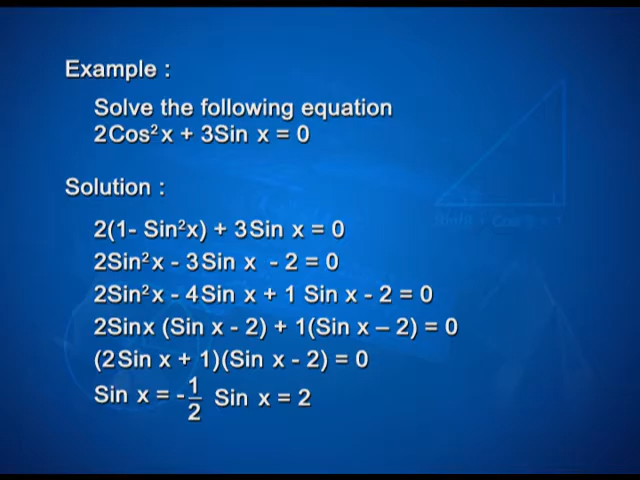 Example :
Solve the following equation
2Cos²x + 3Sin x = 0
Solution :
2(1- Sin²x) + 3Sin x = 0
2Sin²x - 3Sin x - 2 = 0
2Sin²x - 4Sin x + 1 Sin x - 2 = 0
2Sinx (Sin x - 2) + 1(Sin x – 2) = 0
(2Sin x + 1)(Sin x - 2) = 0
Sin x = -1/2 Sin x = 2